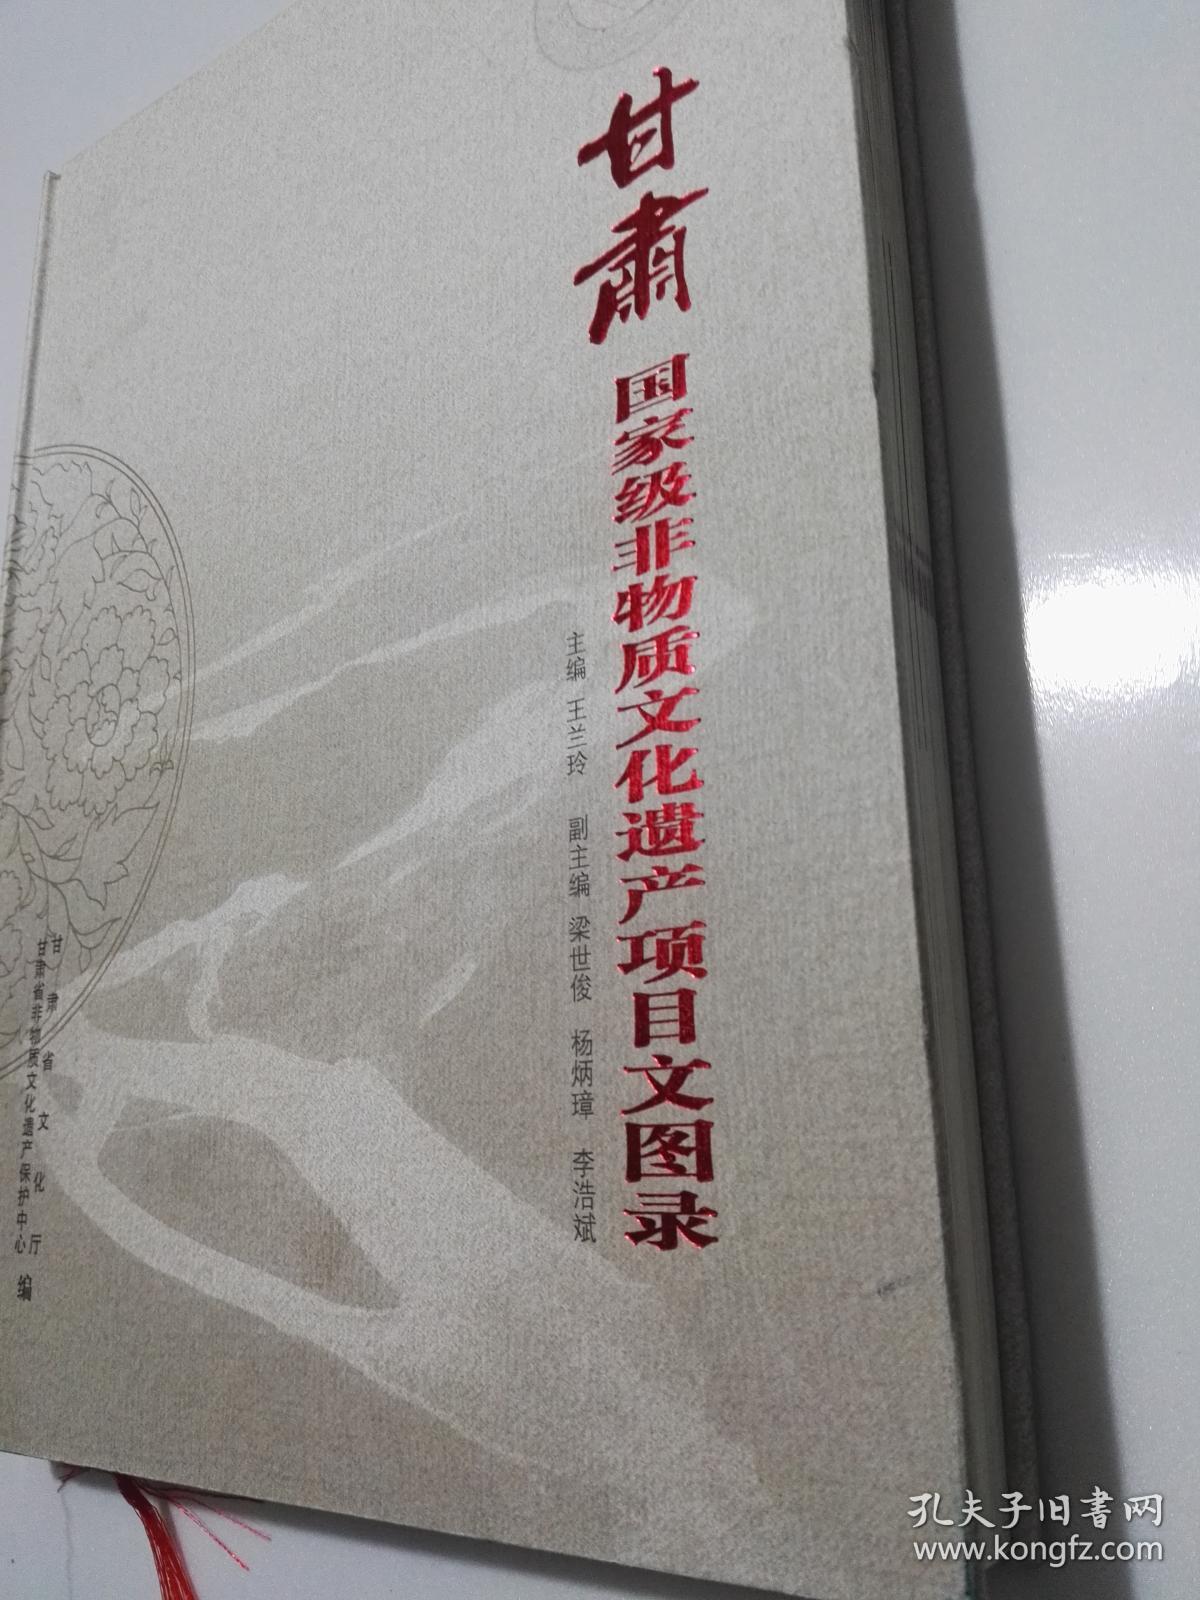 甘肃
国家级非物质文化遗产项目文图录
主编 王兰玲 副主编 梁世俊 杨炳璋 李浩斌
甘肃省文化厅
甘肃省非物质文化遗产保护中心
编
孔夫子旧书网
www.kongfz.com